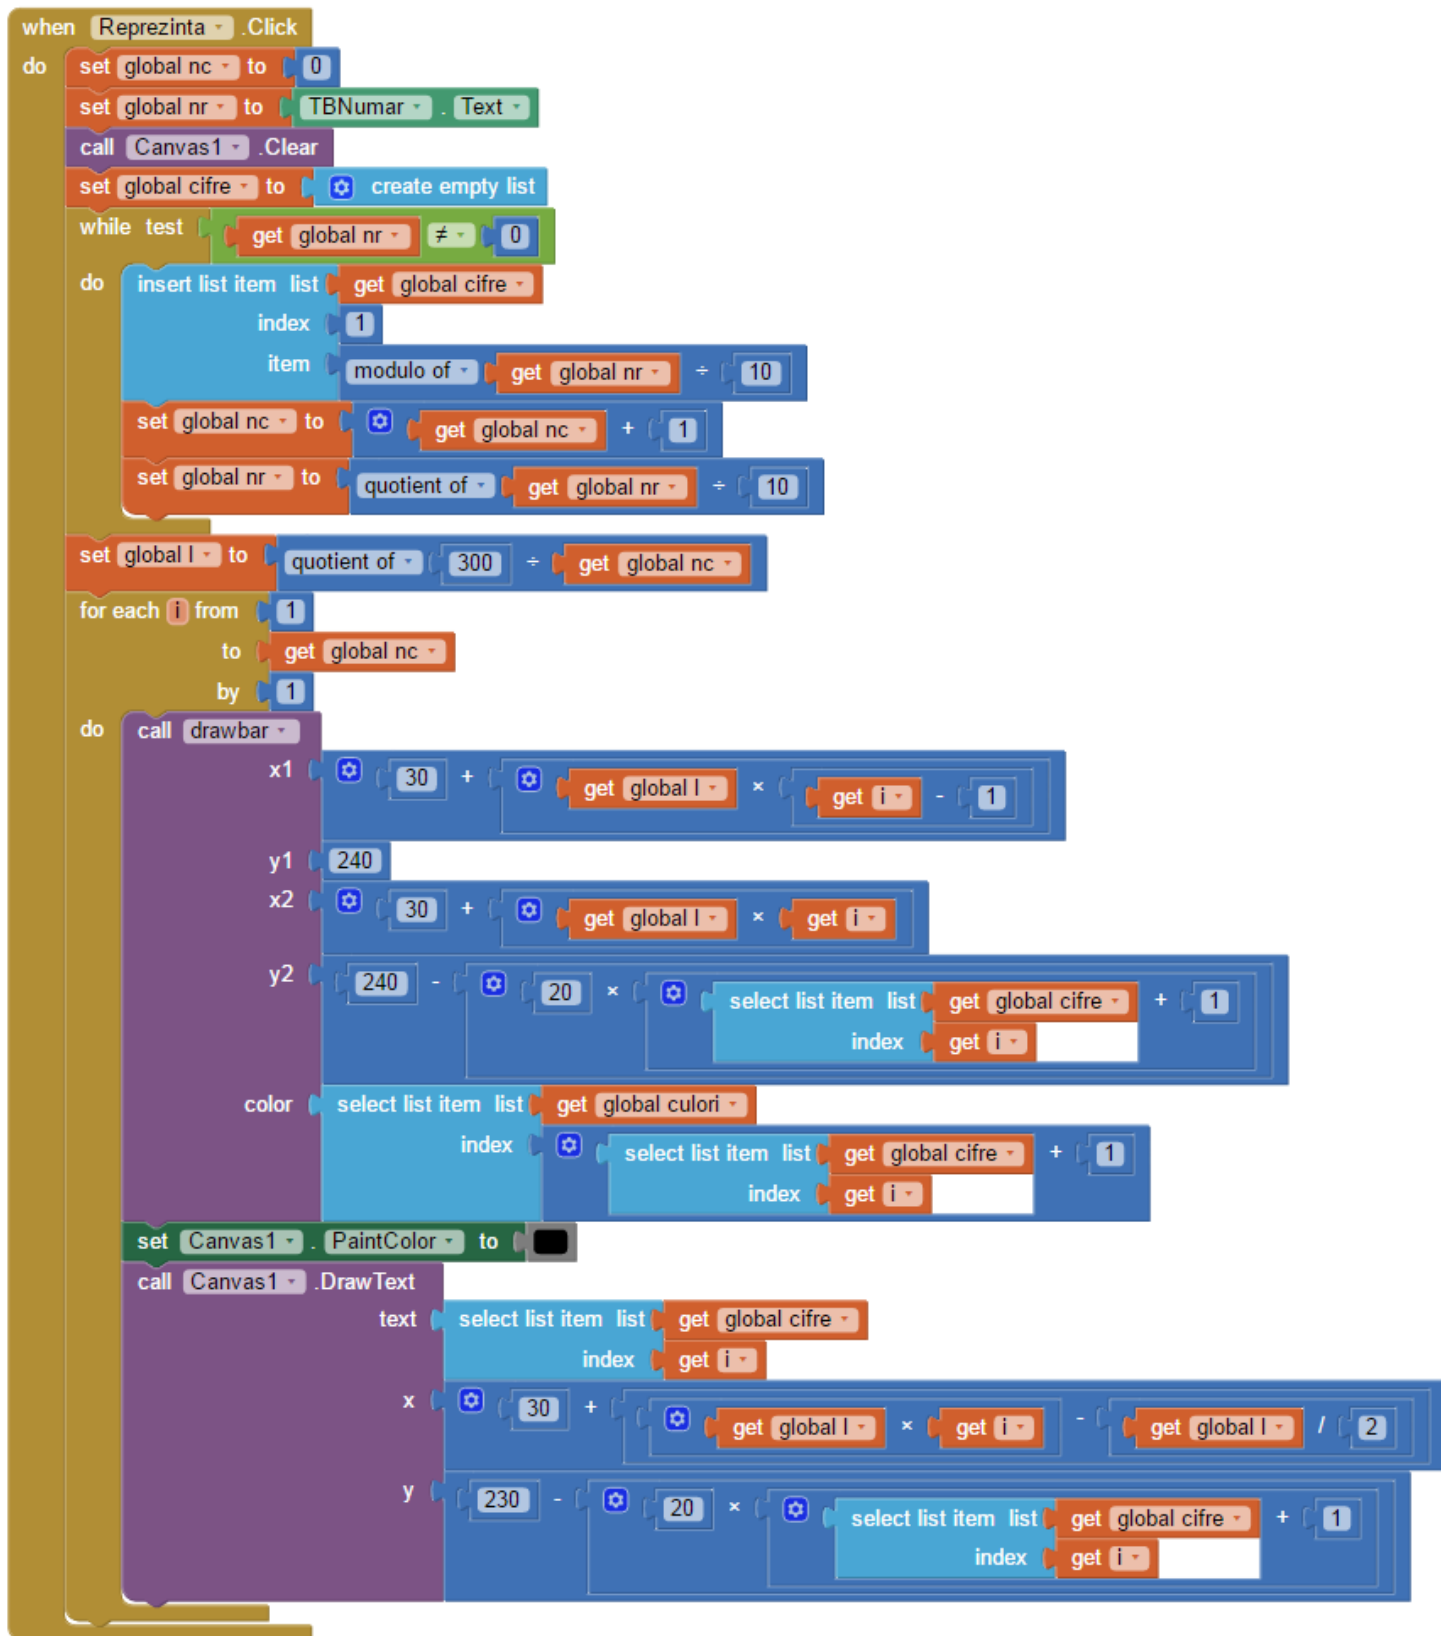 when Reprezinta .Click
do set global nc to 0
set global nr to TBNumar . Text
call Canvas1 .Clear
set global cifre to create empty list
while test get global nr ≠ 0
do insert list item list get global cifre
index 1
item modulo of get global nr ÷ 10
set global nc to get global nc + 1
set global nr to quotient of get global nr ÷ 10
set global l to quotient of 300 ÷ get global nc
for each i from 1
to get global nc
by 1
do call drawbar
x1 30 + get global l × get i - 1
y1 240
x2 30 + get global l × get i
y2 240 - 20 × select list item list get global cifre + 1
index get i
color select list item list get global culori
index select list item list get global cifre + 1
index get i
set Canvas1 . PaintColor to
call Canvas1 .DrawText
text select list item list get global cifre
index get i
x 30 + get global l × get i - get global l / 2
y 230 - 20 × select list item list get global cifre + 1
index get i